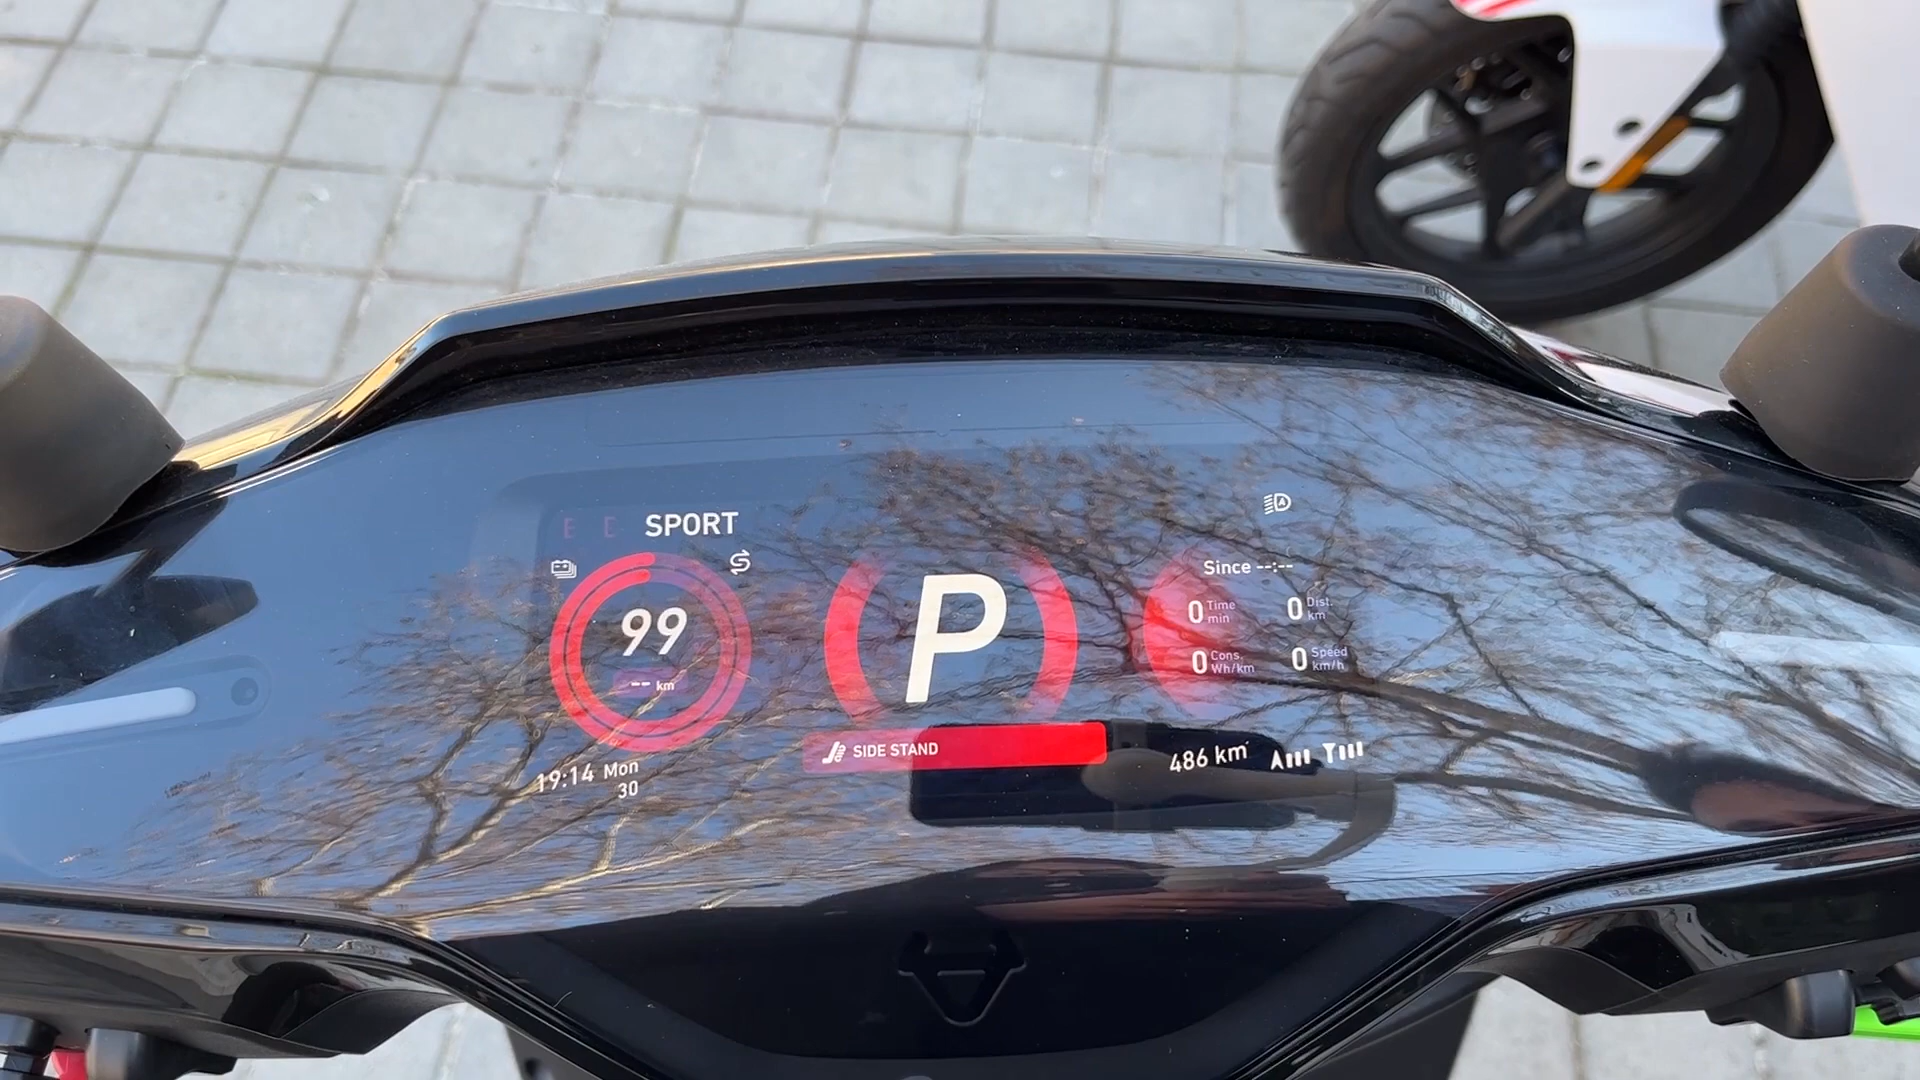 E E SPORT
99
-- km
19:14 Mon
30
P
SIDE STAND
Since --:--
0 Time min
0 Dist. km
0 Cons. Wh/km
0 Speed km/h
486 km